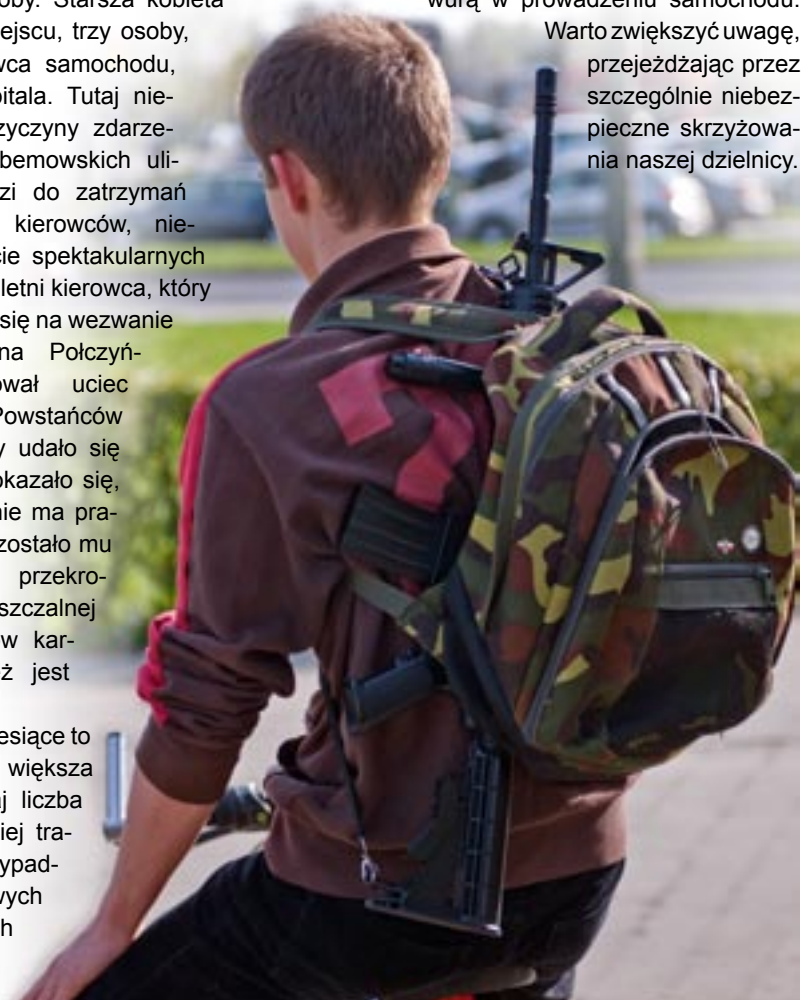 oby. Starsza kobieta
ejscu, trzy osoby,
wca samochodu,
pitala. Tutaj nie-
zyczyny zdarze-
bemowskich uli-
zi do zatrzymań
kierowców, nie-
cie spektakularnych
letni kierowca, który
się na wezwanie
na Połczyń-
ował uciec
Powstańców
y udało się
okazało się,
nie ma pra-
zostało mu
przekro-
szczalnej
w kar-
ż jest
esiące to
większa
aj liczba
iej tra-
ypad-
wych
h
wurą w prowadzeniu samochodu.
Warto zwiększyć uwagę,
przejeżdżając przez
szczególnie niebez-
pieczne skrzyżowa-
nia naszej dzielnicy.